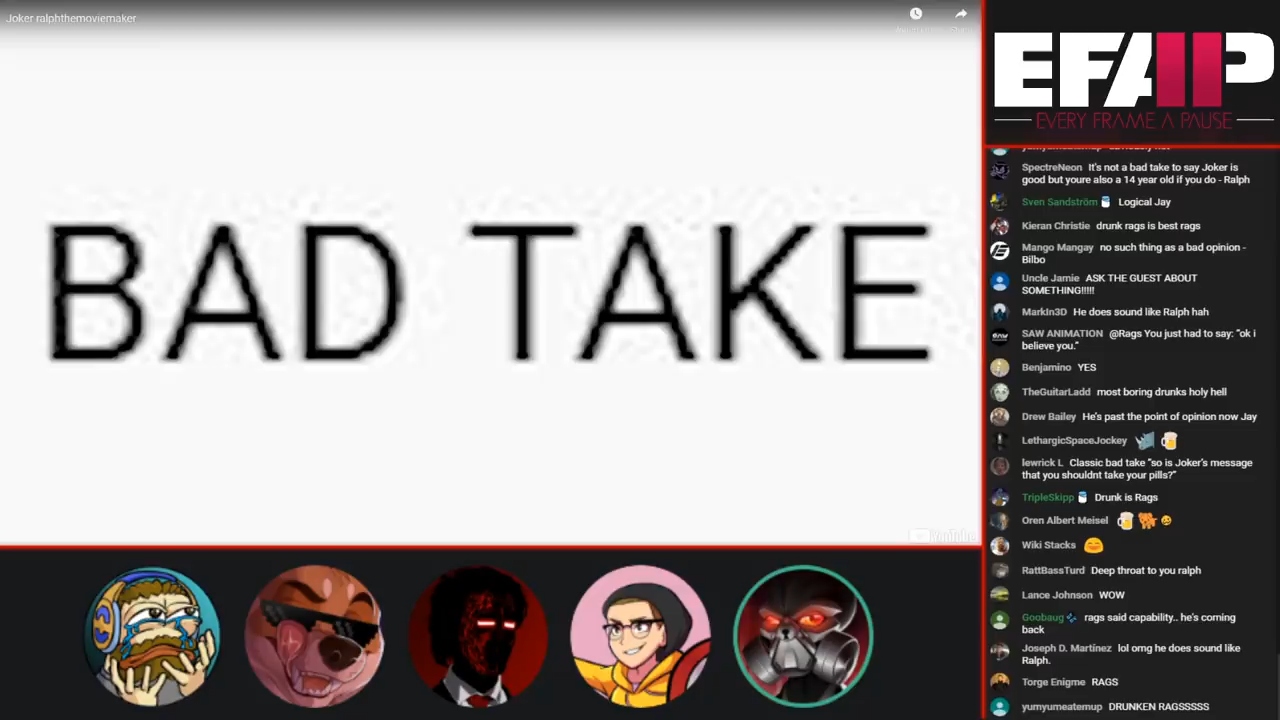 Joker ralphthemoviemaker
BAD TAKE
YouTube
EFAP
EVERY FRAME A PAUSE
SpectreNeon It's not a bad take to say Joker is
good but youre also a 14 year old if you do - Ralph
Sven Sandström Logical Jay
Kieran Christie drunk rags is best rags
Mango Mangay no such thing as a bad opinion -
Bilbo
Uncle Jamie ASK THE GUEST ABOUT
SOMETHING!!!!!
MarkIn3D He does sound like Ralph hah
SAW ANIMATION @Rags You just had to say: “ok i
believe you.”
Benjamino YES
TheGuitarLadd most boring drunks holy hell
Drew Bailey He's past the point of opinion now Jay
LethargicSpaceJockey
lewrick L Classic bad take “so is Joker’s message
that you shouldnt take your pills?”
TripleSkipp Drunk is Rags
Oren Albert Meisel
Wiki Stacks
RattBassTurd Deep throat to you ralph
Lance Johnson WOW
Goobaug rags said capability.. he's coming
back
Joseph D. Martínez lol omg he does sound like
Ralph.
Torge Enigme RAGS
yumyumeatemup DRUNKEN RAGSSSSS